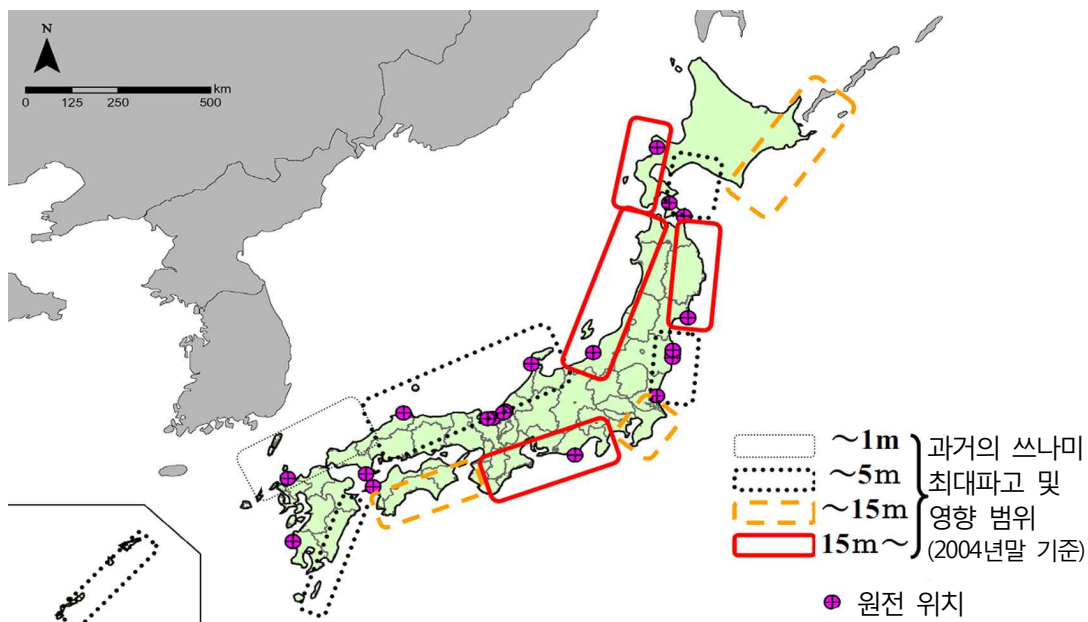 N
km
0 125 250 500
~1m
~5m
~15m
15m~
과거의 쓰나미
최대파고 및
영향 범위
(2004년말 기준)
원전 위치